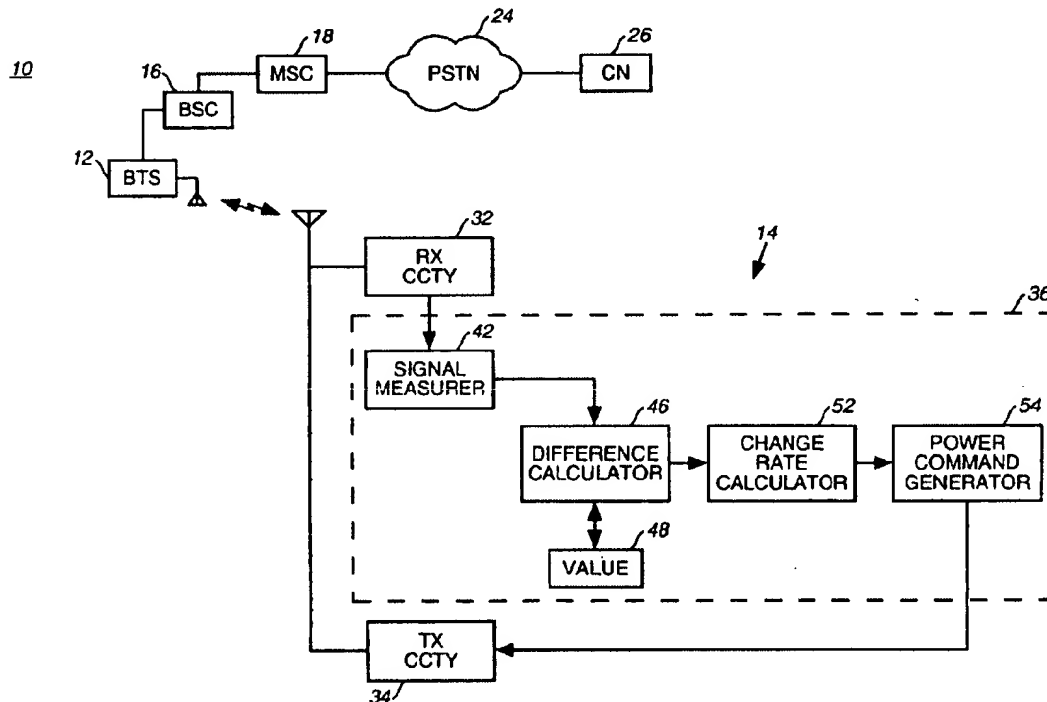 10
24
18
26
16
MSC
PSTN
CN
BSC
12
BTS
32
RX
CCTY
14
36
42
SIGNAL
MEASURER
46
DIFFERENCE
CALCULATOR
52
CHANGE
RATE
CALCULATOR
54
POWER
COMMAND
GENERATOR
48
VALUE
TX
CCTY
34